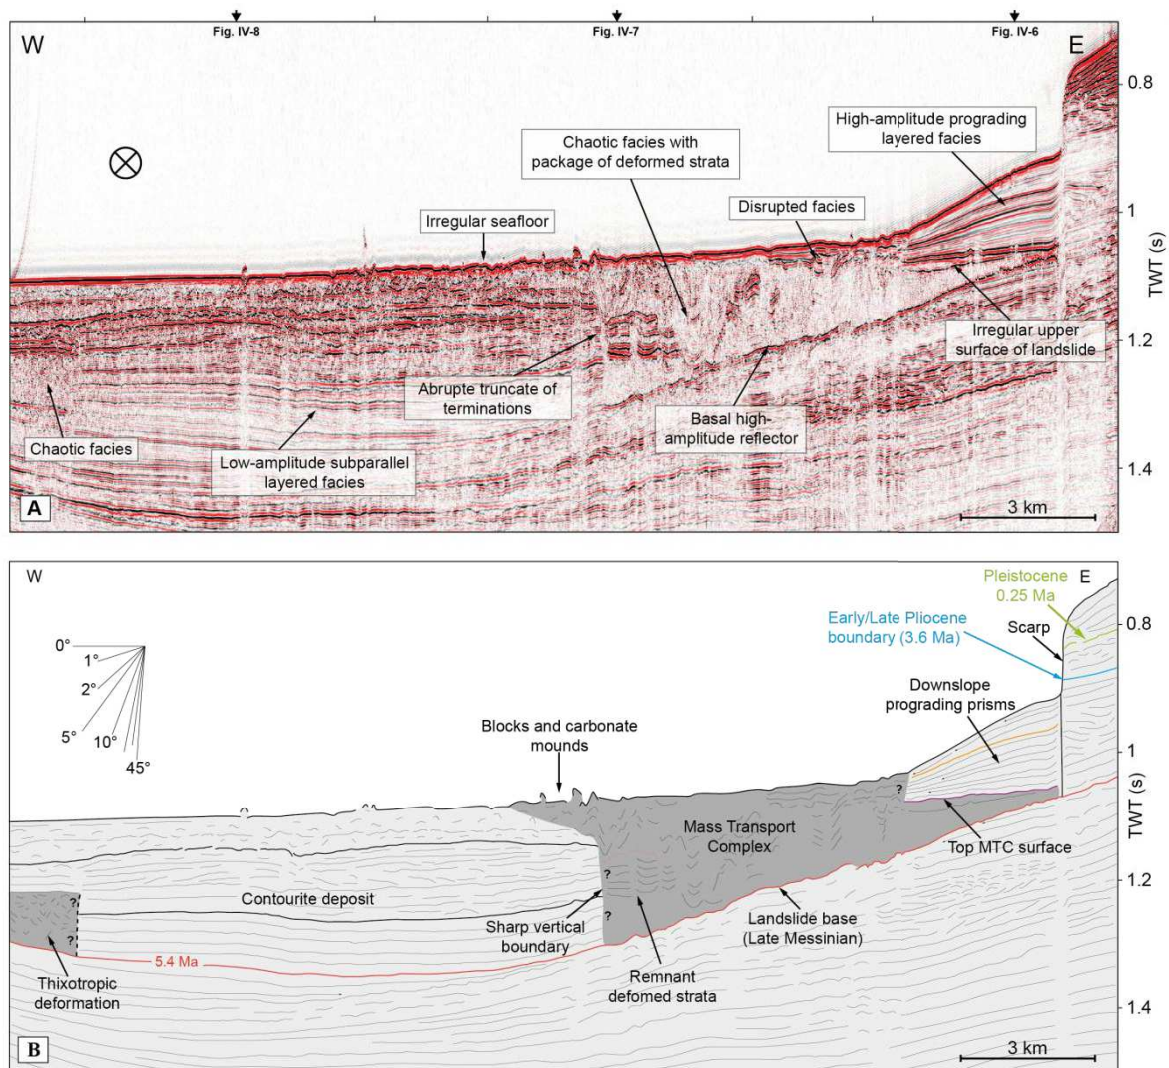 Fig. IV-8
Fig. IV-7
Fig. IV-6
W
E
0.8
High-amplitude prograding
layered facies
Chaotic facies with
package of deformed strata
Disrupted facies
Irregular seafloor
1
TWT (s)
Irregular upper
surface of landslide
1.2
Abrupte truncate of
terminations
Basal high-
amplitude reflector
Chaotic facies
Low-amplitude subparallel
layered facies
1.4
A
3 km
W
E
Pleistocene
0.25 Ma
Early/Late Pliocene
boundary (3.6 Ma)
Scarp
0.8
0°
1°
2°
5°
10°
45°
Downslope
prograding prisms
Blocks and carbonate
mounds
1
TWT (s)
?
Mass Transport
Complex
Top MTC surface
?
?
Contourite deposit
?
?
Sharp vertical
boundary
Landslide base
(Late Messinian)
1.2
5.4 Ma
Thixotropic
deformation
Remnant
defomed strata
1.4
B
3 km